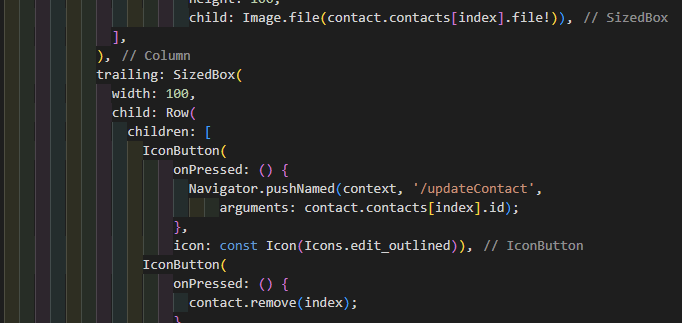 height: 100,
child: Image.file(contact.contacts[index].file!)), // SizedBox
],
), // Column
trailing: SizedBox(
width: 100,
child: Row(
children: [
IconButton(
onPressed: () {
Navigator.pushNamed(context, '/updateContact',
arguments: contact.contacts[index].id);
},
icon: const Icon(Icons.edit_outlined)), // IconButton
IconButton(
onPressed: () {
contact.remove(index);
}